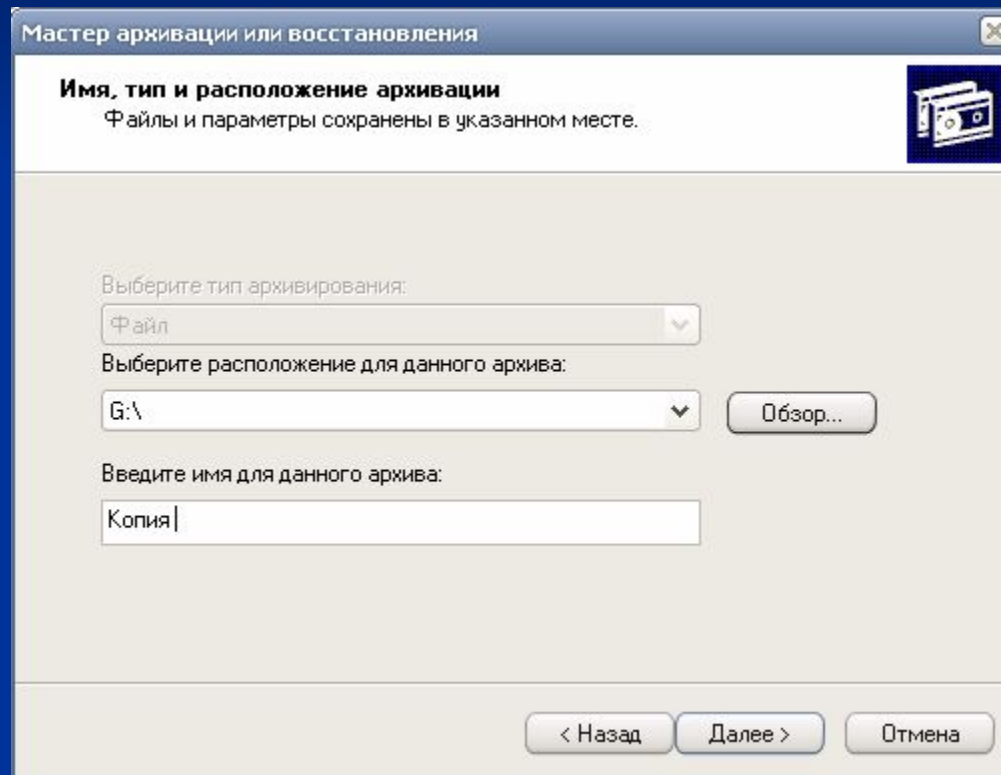 Мастер архивации или восстановления
Имя, тип и расположение архивации
Файлы и параметры сохранены в указанном месте.
Выберите тип архивирования:
Файл
Выберите расположение для данного архива:
G:\
Обзор...
Введите имя для данного архива:
Копия
< Назад
Далее >
Отмена